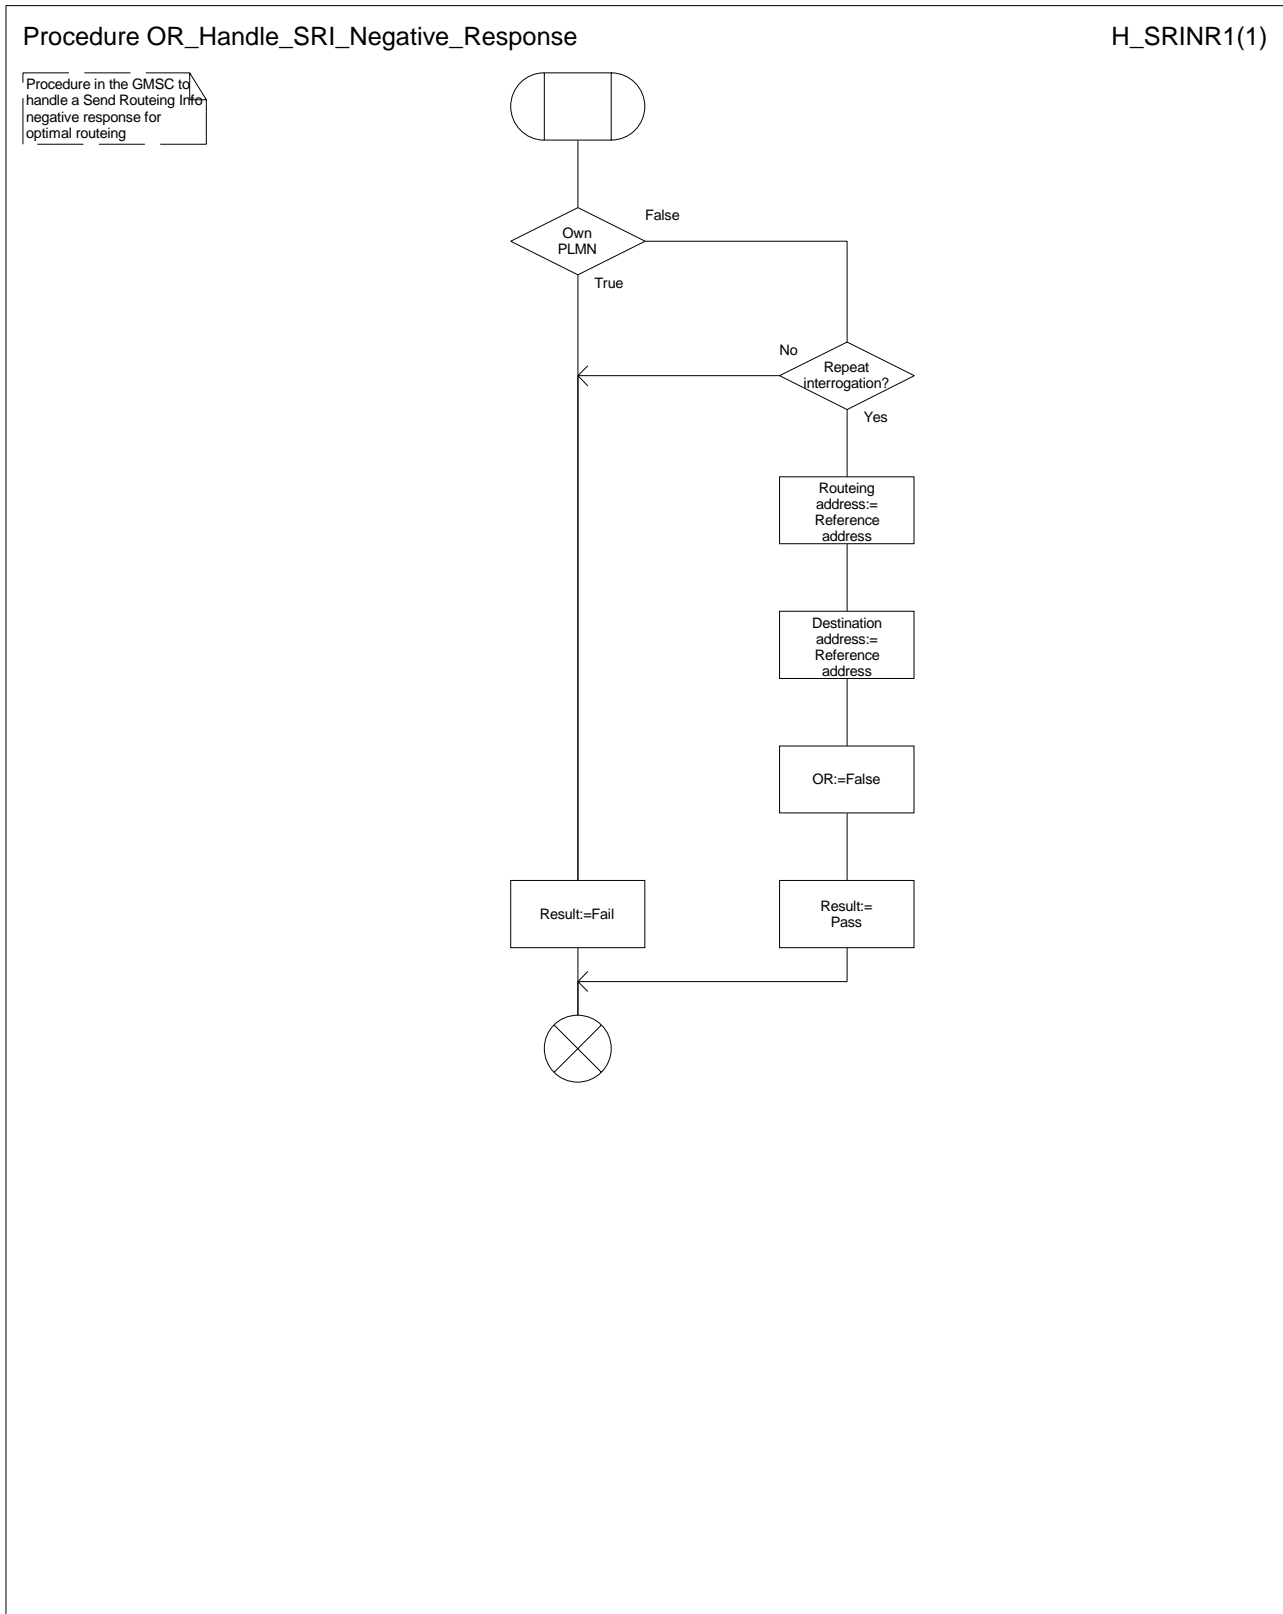 Procedure OR_Handle_SRI_Negative_Response
H_SRINR1(1)
Procedure in the GMSC to
handle a Send Routeing Info
negative response for
optimal routeing
False
Own
PLMN
True
No
Repeat
interrogation?
Yes
Routeing
address:=
Reference
address
Destination
address:=
Reference
address
OR:=False
Result:=Fail
Result:=
Pass